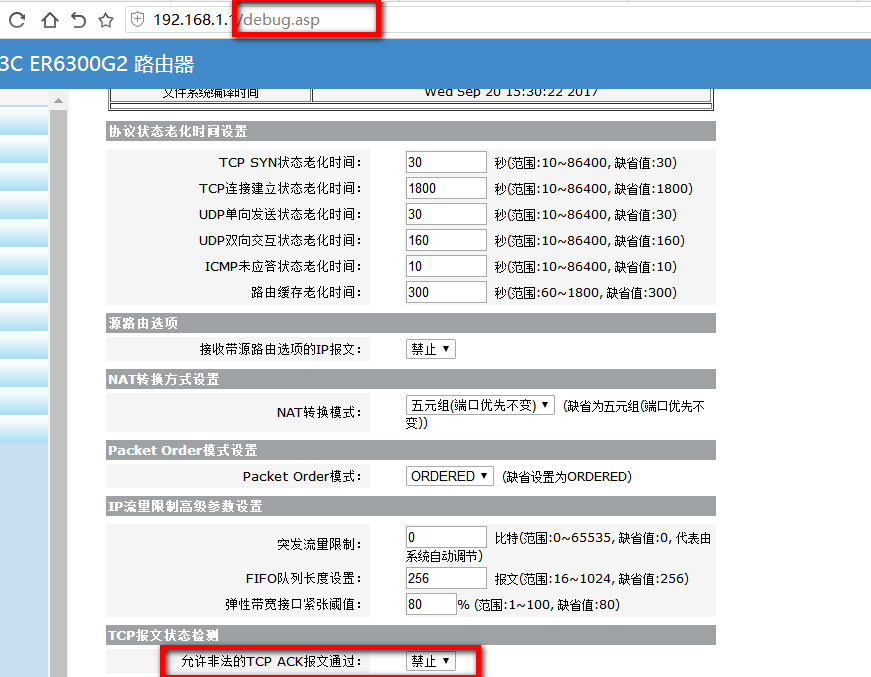 192.168.1.1/debug.asp
3C ER6300G2 路由器
文件系统编译时间 Wed Sep 20 15:30:22 2017
协议状态老化时间设置
TCP SYN状态老化时间： 30 秒(范围:10~86400, 缺省值:30)
TCP连接建立状态老化时间： 1800 秒(范围:10~86400, 缺省值:1800)
UDP单向发送状态老化时间： 30 秒(范围:10~86400, 缺省值:30)
UDP双向交互状态老化时间： 160 秒(范围:10~86400, 缺省值:160)
ICMP未应答状态老化时间： 10 秒(范围:10~86400, 缺省值:10)
路由缓存老化时间： 300 秒(范围:60~1800, 缺省值:300)
源路由选项
接收带源路由选项的IP报文： 禁止
NAT转换方式设置
NAT转换模式： 五元组(端口优先不变) (缺省为五元组(端口优先不
变))
Packet Order模式设置
Packet Order模式： ORDERED (缺省设置为ORDERED)
IP流量限制高级参数设置
突发流量限制： 0 比特(范围:0~65535, 缺省值:0, 代表由
系统自动调节)
FIFO队列长度设置： 256 报文(范围:16~1024, 缺省值:256)
弹性带宽接口紧张阈值： 80 % (范围:1~100, 缺省值:80)
TCP报文状态检测
允许非法的TCP ACK报文通过： 禁止